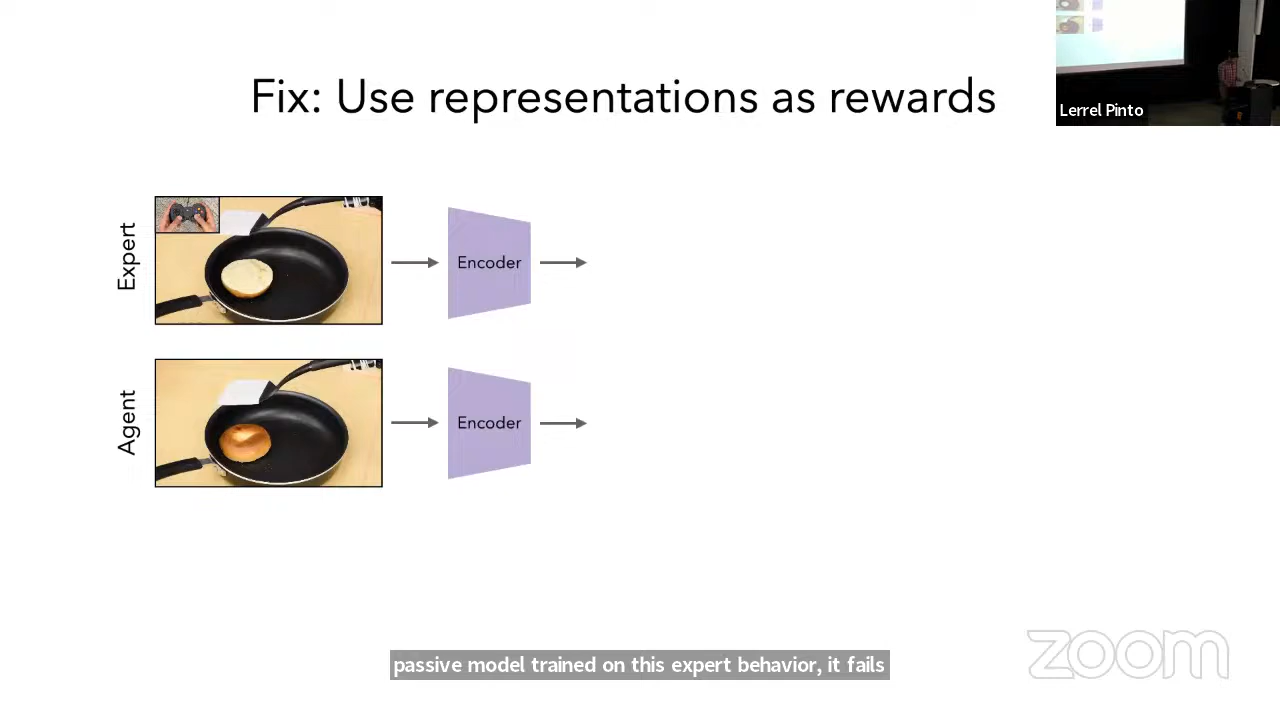 Fix: Use representations as rewards
Lerrel Pinto
Expert
Encoder
Agent
Encoder
passive model trained on this expert behavior, it fails
zoom